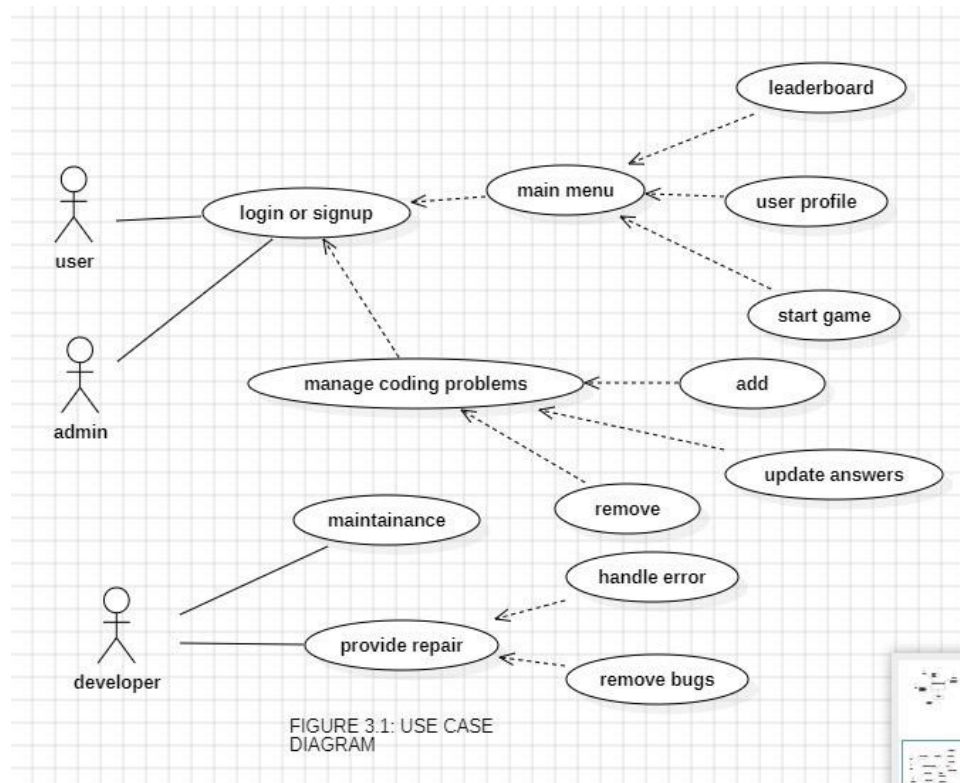 leaderboard
main menu
user profile
login or signup
user
start game
manage coding problems
add
admin
update answers
remove
maintainance
handle error
provide repair
remove bugs
developer
FIGURE 3.1: USE CASE
DIAGRAM